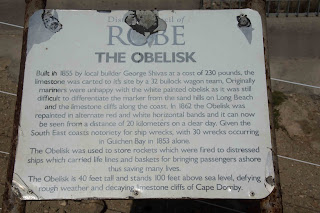 Dis
of
ROBE
THE OBELISK
Built in 1855 by local builder George Shivas at a cost of 230 pounds, the
limestone was carted to it's site by a 32 bullock wagon team. Originally
mariners were unhappy with the white painted obelisk as it was still
difficult to differentiate the marker from the sand hills on Long Beach
and the limestone cliffs along the coast. In 1862 the Obelisk was
repainted in alternate red and white horizontal bands and it can now
be seen from a distance of 20 kilometers on a clear day. Given the
South East coasts notoriety for ship wrecks, with 30 wrecks occurring
in Guichen Bay in 1853 alone.
The Obelisk was used to store rockets which were fired to distressed
ships which carried life lines and baskets for bringing passengers ashore
thus saving many lives.
The Obelisk is 40 feet tall and stands 100 feet above sea level, defying
rough weather and decaying limestone cliffs of Cape Domby.